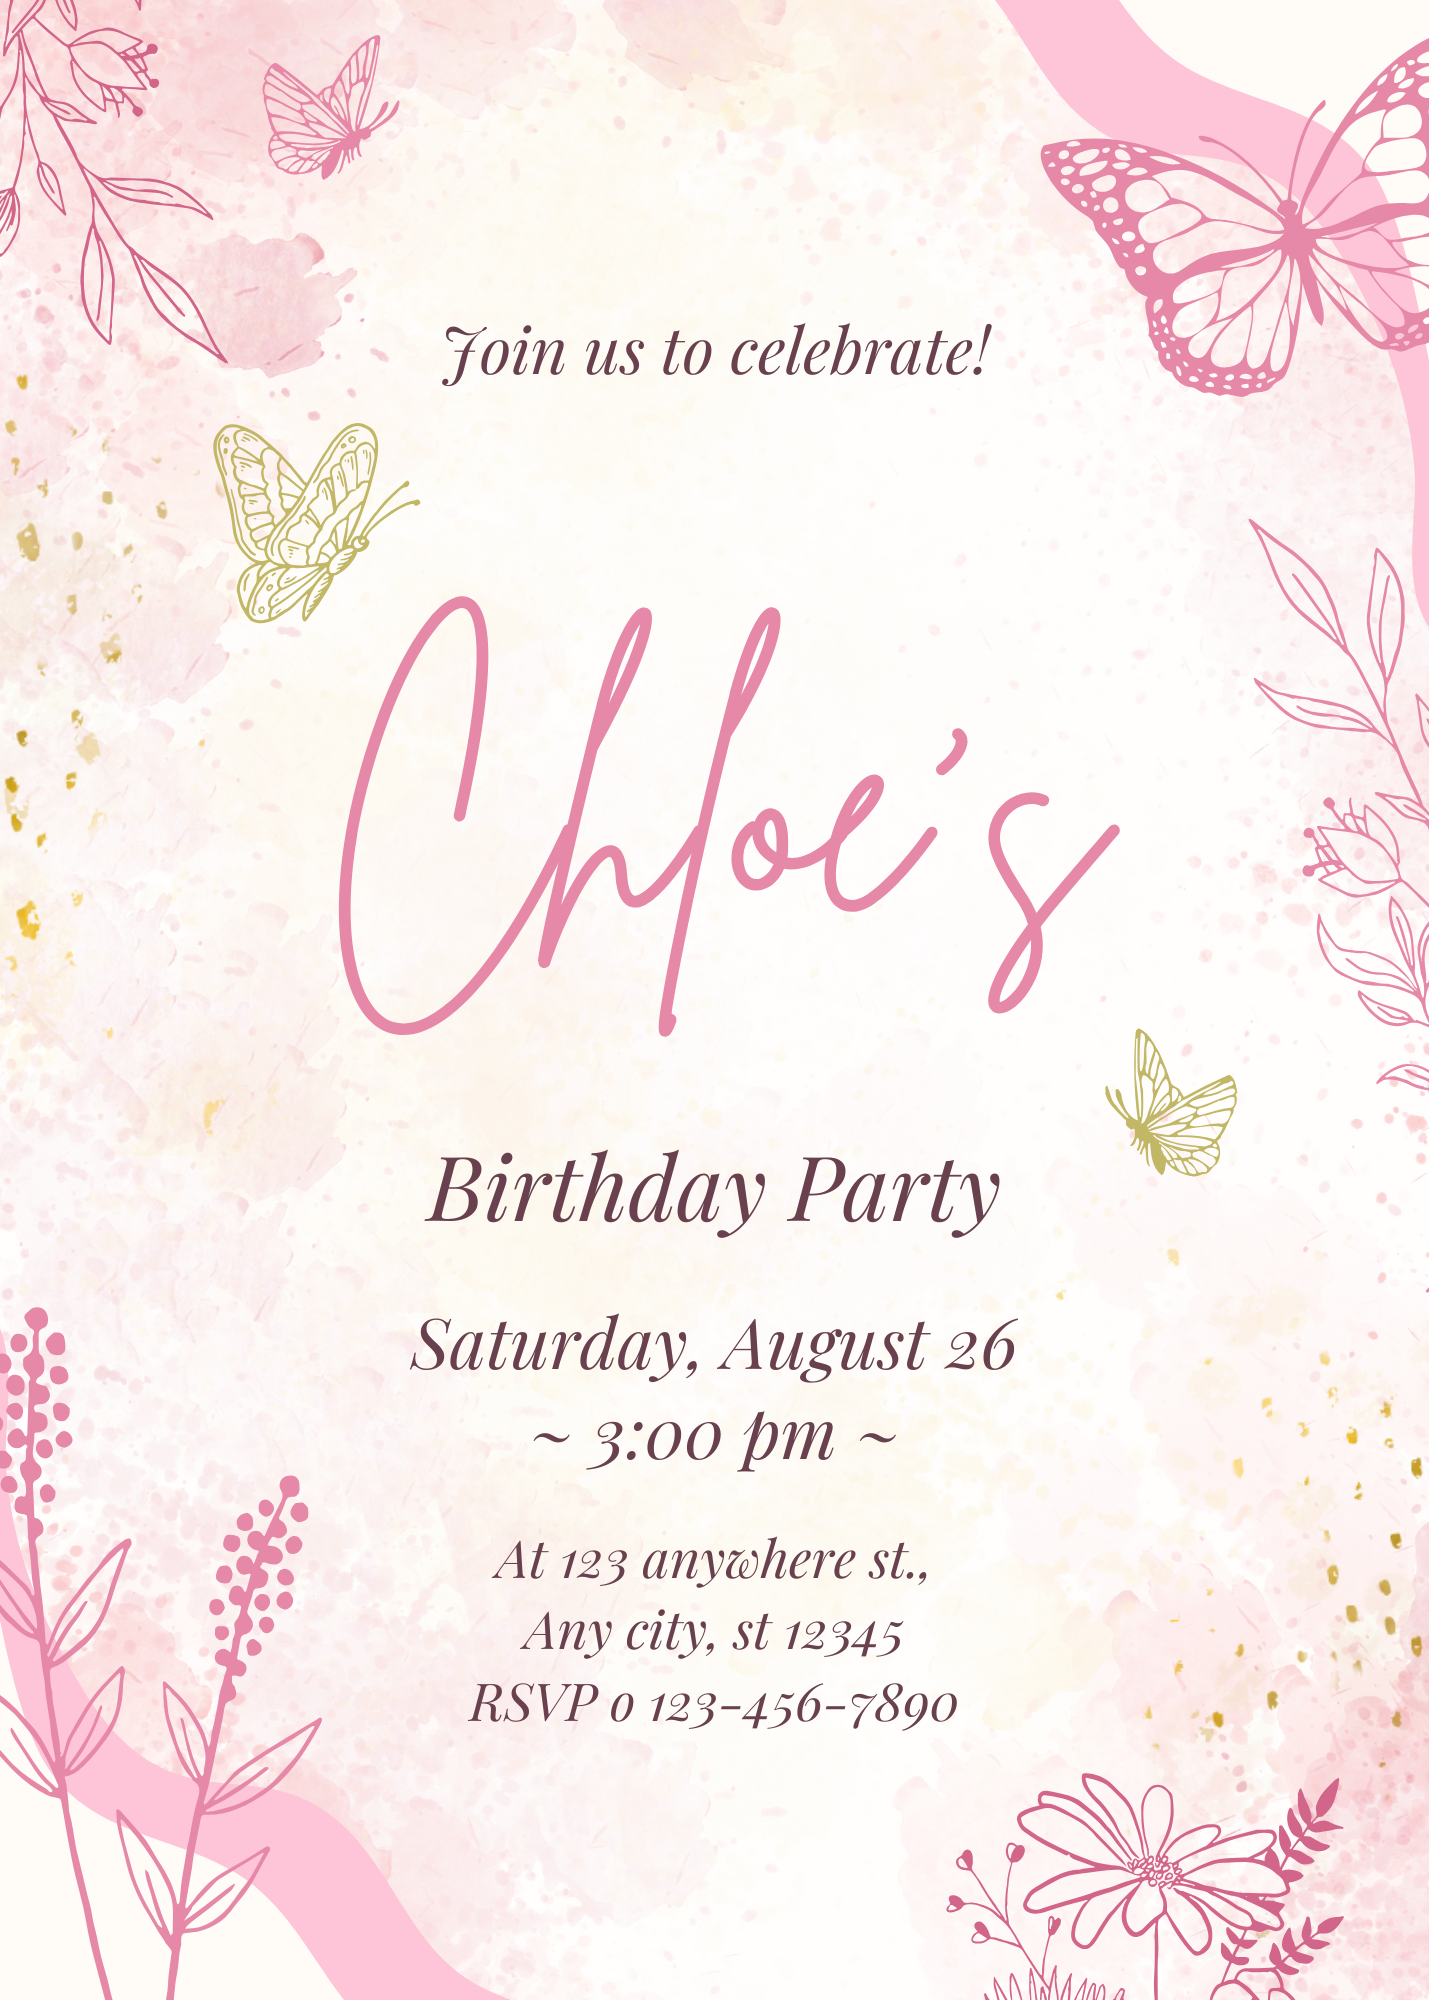 Join us to celebrate!
Chloe's
Birthday Party
Saturday, August 26
~ 3:00 pm ~
At 123 anywhere st.,
Any city, st 12345
RSVP 0 123-456-7890